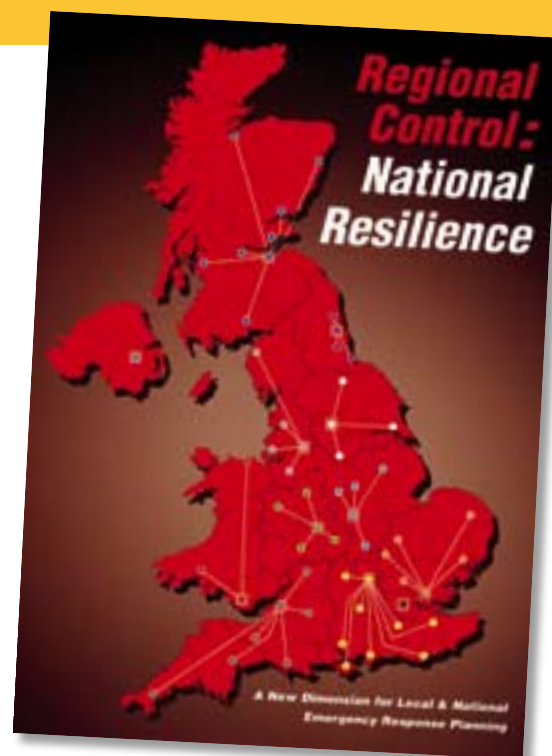 Regional
Control:
National
Resilience
A New Dimension for Local & National
Emergency Response Planning